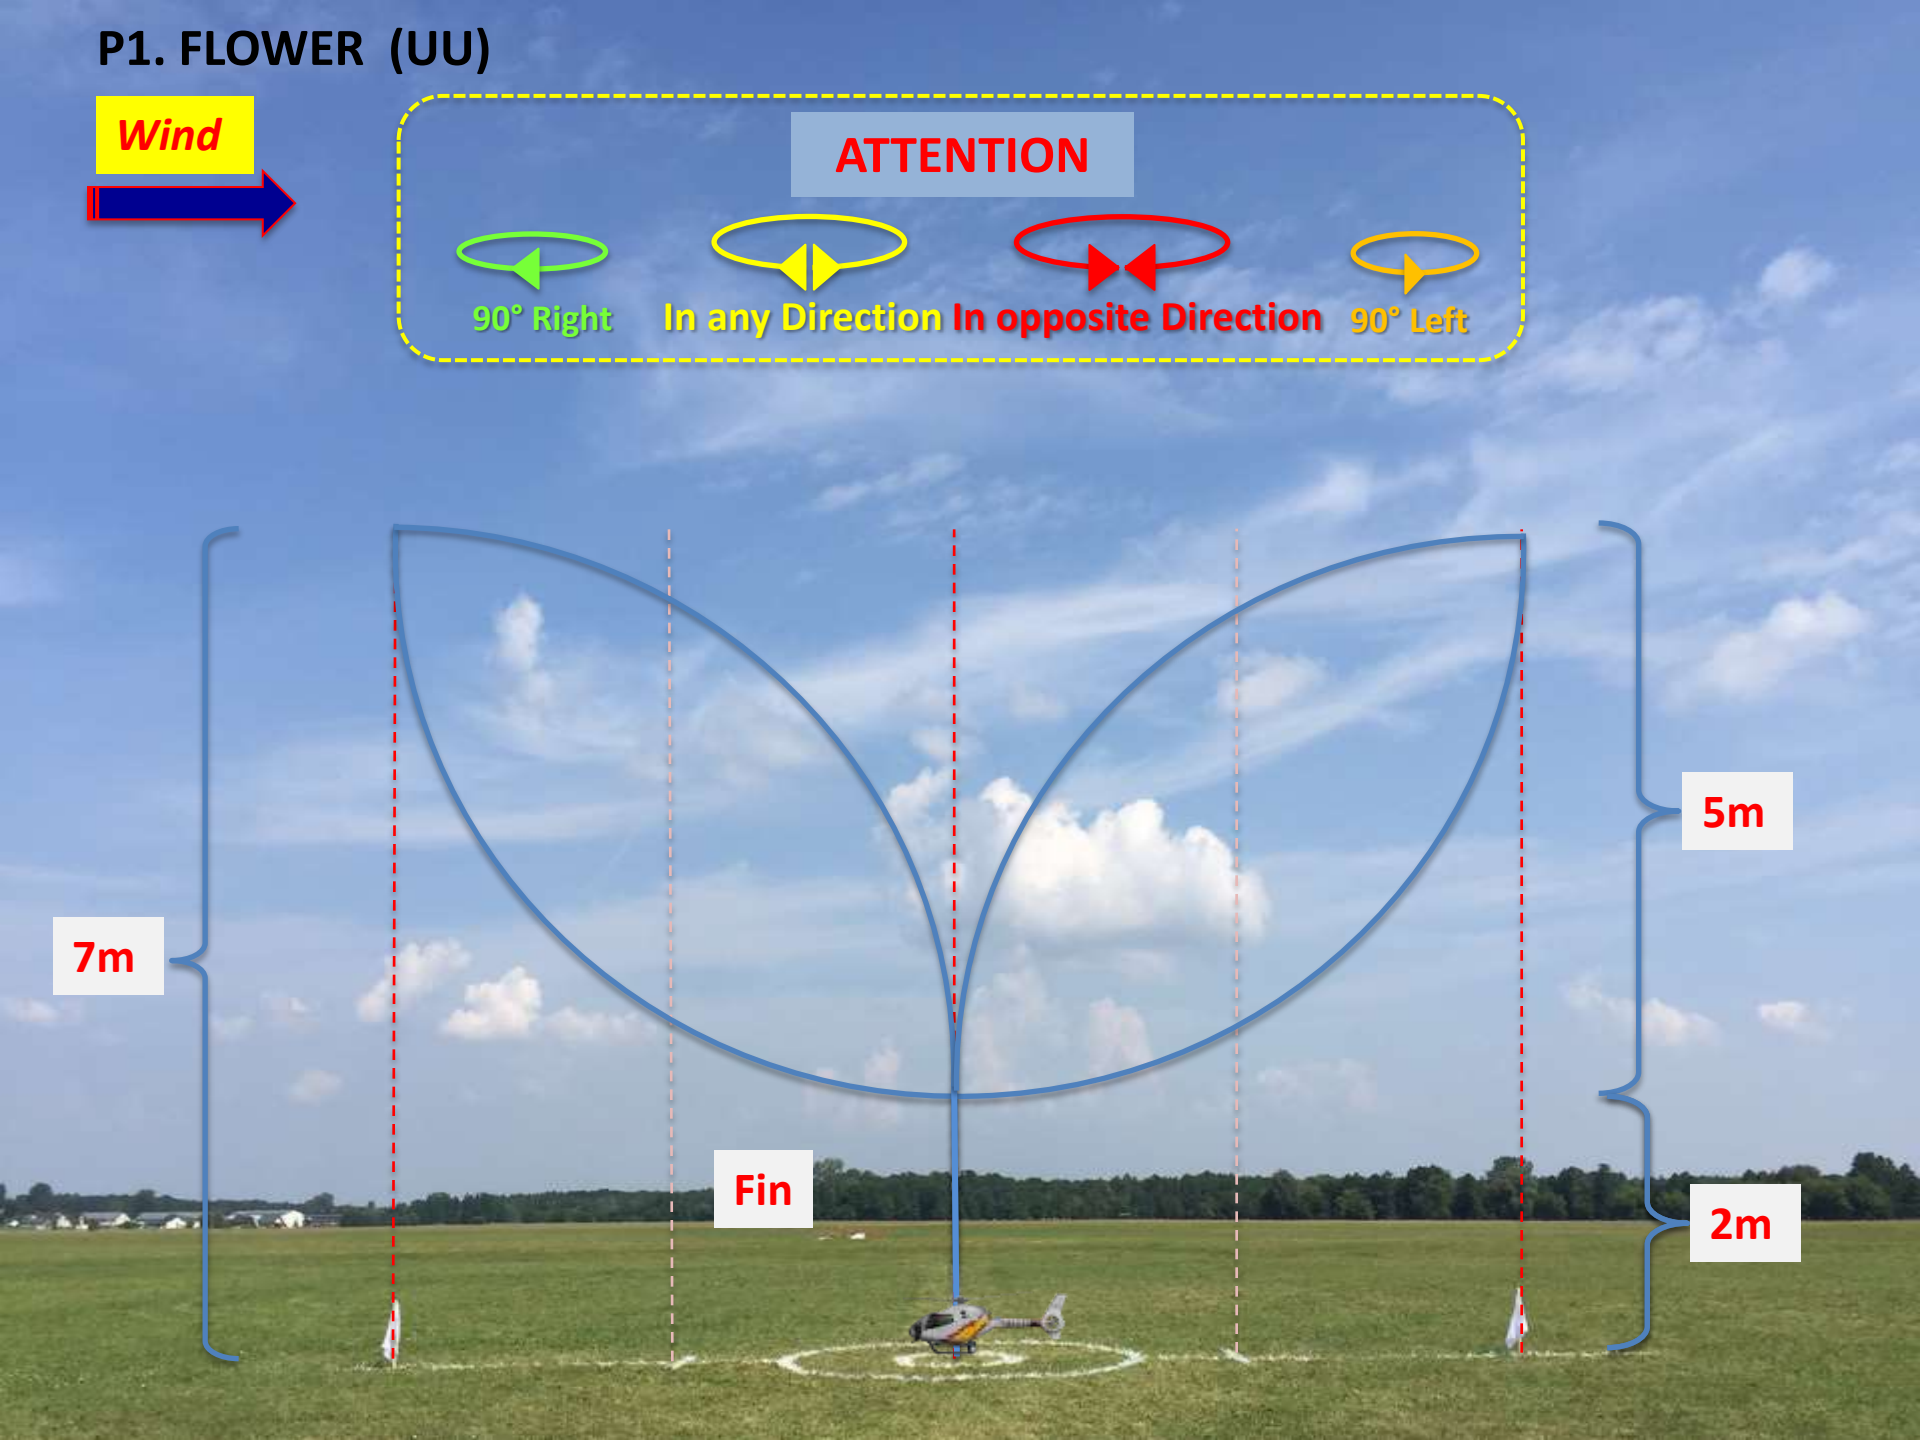 P1. FLOWER (UU)
Wind
ATTENTION
90° Right
In any Direction
In opposite Direction
90° Left
5m
7m
Fin
2m